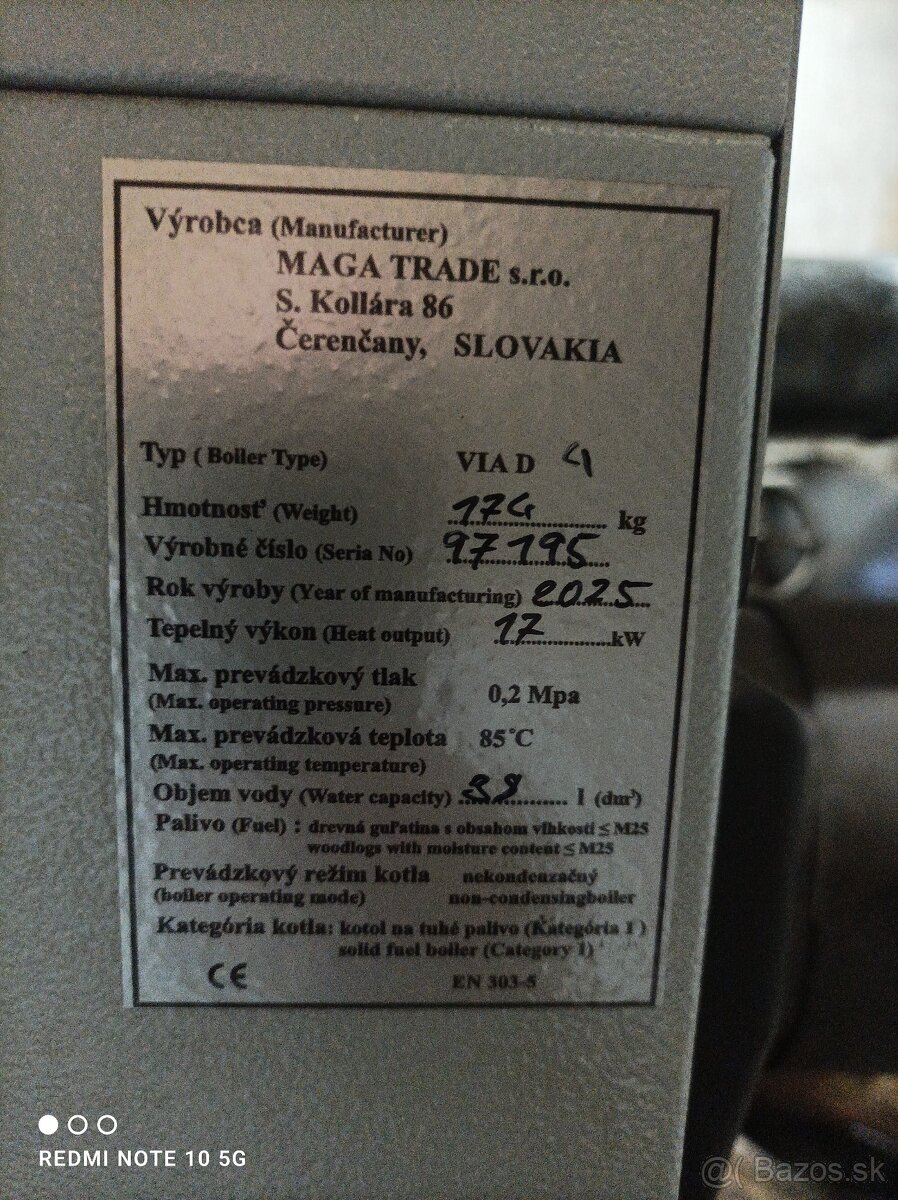 Výrobca (Manufacturer)
MAGA TRADE s.r.o.
S. Kollára 86
Čerenčany, SLOVAKIA
Typ ( Boiler Type) VIA D 4
Hmotnosť (Weight) 174 kg
Výrobné číslo (Seria No) 97195
Rok výroby (Year of manufacturing) 2025
Tepelný výkon (Heat output) 17 kW
Max. prevádzkový tlak 0,2 Mpa
(Max. operating pressure)
Max. prevádzková teplota 85°C
(Max. operating temperature)
Objem vody (Water capacity) l (dm³)
Palivo (Fuel) : drevná guľatina s obsahom vlhkosti ≤ M25
woodlogs with moisture content ≤ M25
Prevádzkový režim kotla nekondenzačný
(boiler operating mode) non-condensingboiler
Kategória kotla: kotol na tuhé palivo (Kategória 1 )
solid fuel boiler (Category 1)
CE EN 303-5
REDMI NOTE 10 5G
@( Bazos.sk